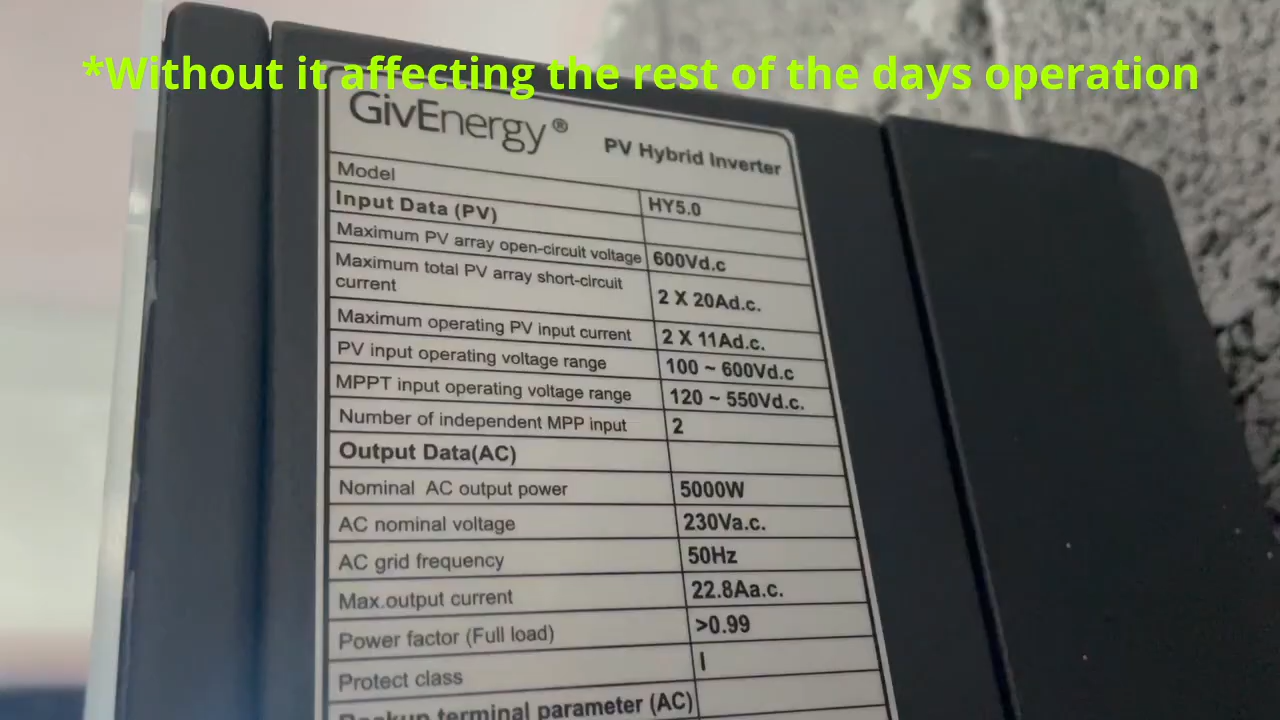 *Without it affecting the rest of the days operation
GivEnergy®
PV Hybrid Inverter
Model
HY5.0
Input Data (PV)
Maximum PV array open-circuit voltage
600Vd.c
Maximum total PV array short-circuit
current
2 X 20Ad.c.
Maximum operating PV input current
2 X 11Ad.c.
PV input operating voltage range
100 ~ 600Vd.c
MPPT input operating voltage range
120 ~ 550Vd.c.
Number of independent MPP input
2
Output Data(AC)
Nominal AC output power
5000W
AC nominal voltage
230Va.c.
AC grid frequency
50Hz
Max.output current
22.8Aa.c.
Power factor (Full load)
>0.99
Protect class
I
Backup terminal parameter (AC)